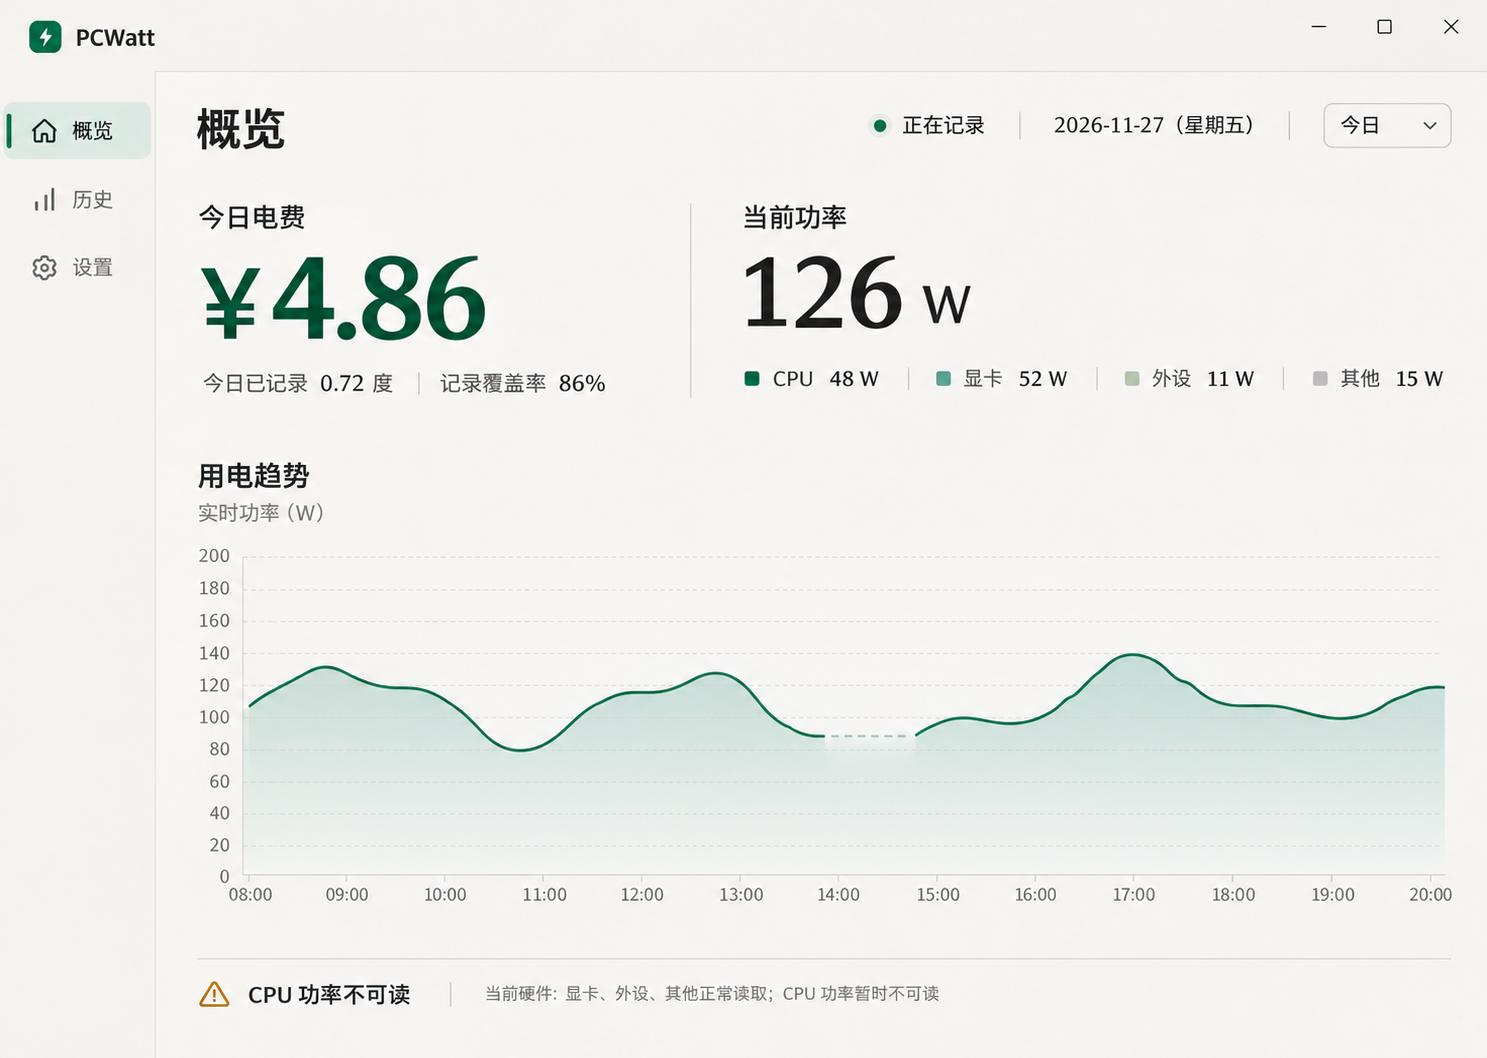 PCWatt
概览
历史
设置
概览
正在记录
2026-11-27（星期五）
今日
今日电费
¥4.86
今日已记录 0.72 度
记录覆盖率 86%
当前功率
126 W
CPU 48 W
显卡 52 W
外设 11 W
其他 15 W
用电趋势
实时功率（W）
200
180
160
140
120
100
80
60
40
20
0
08:00 09:00 10:00 11:00 12:00 13:00 14:00 15:00 16:00 17:00 18:00 19:00 20:00
CPU 功率不可读
当前硬件：显卡、外设、其他正常读取；CPU 功率暂时不可读